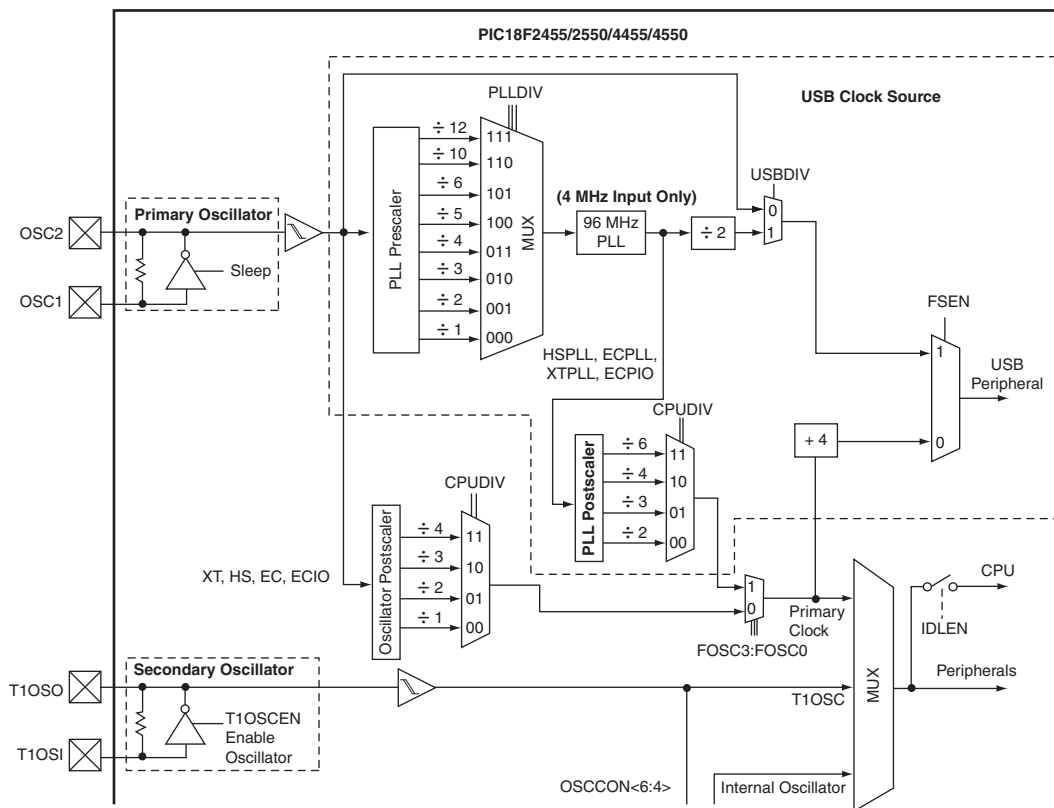 PIC18F2455/2550/4455/4550
USB Clock Source
PLLDIV
PLL Prescaler
÷ 12
÷ 10
÷ 6
÷ 5
÷ 4
÷ 3
÷ 2
÷ 1
111
110
101
100
011
010
001
000
MUX
(4 MHz Input Only)
96 MHz
PLL
÷ 2
USBDIV
0
1
OSC2
OSC1
Primary Oscillator
Sleep
HSPLL, ECPLL,
XTPLL, ECPIO
FSEN
1
0
USB
Peripheral
CPUDIV
PLL Postscaler
÷ 6
÷ 4
÷ 3
÷ 2
11
10
01
00
+ 4
CPUDIV
XT, HS, EC, ECIO
Oscillator Postscaler
÷ 4
÷ 3
÷ 2
÷ 1
11
10
01
00
1
0
Primary
Clock
FOSC3:FOSC0
MUX
CPU
IDLEN
Peripherals
T1OSO
T1OSI
Secondary Oscillator
T1OSCEN
Enable
Oscillator
T1OSC
OSCCON<6:4>
Internal Oscillator